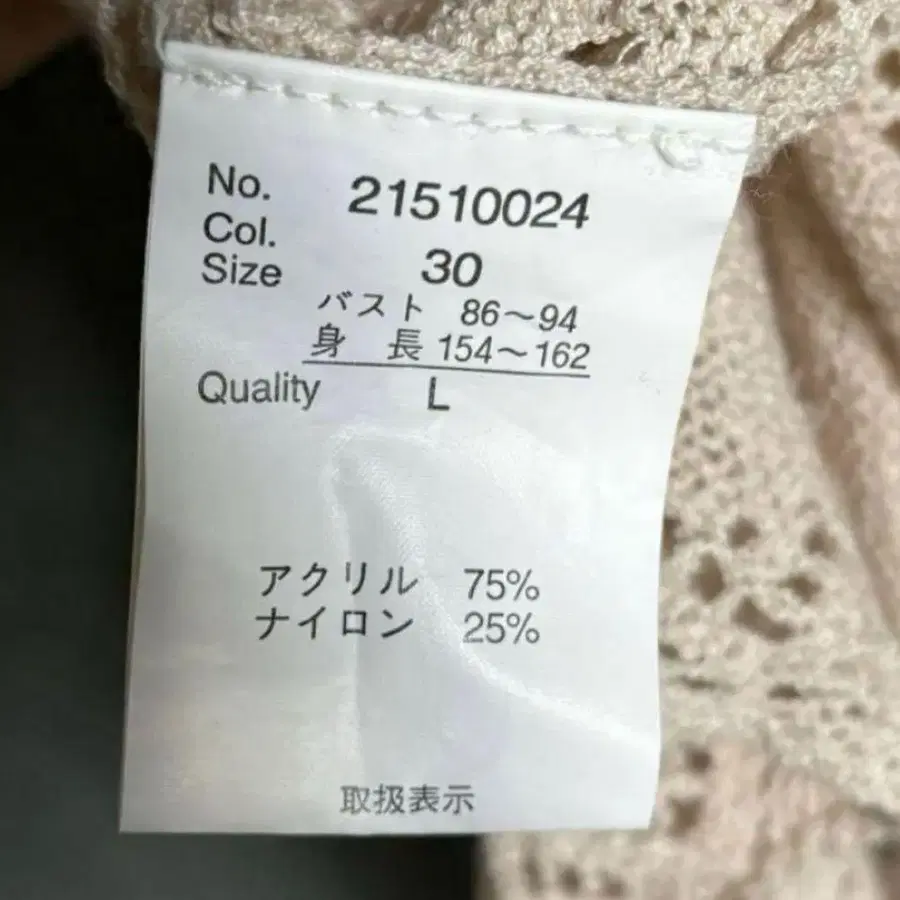 No. 21510024
Col.
Size 30
バスト 86～94
身 長 154～162
Quality L
アクリル 75%
ナイロン 25%
取扱表示